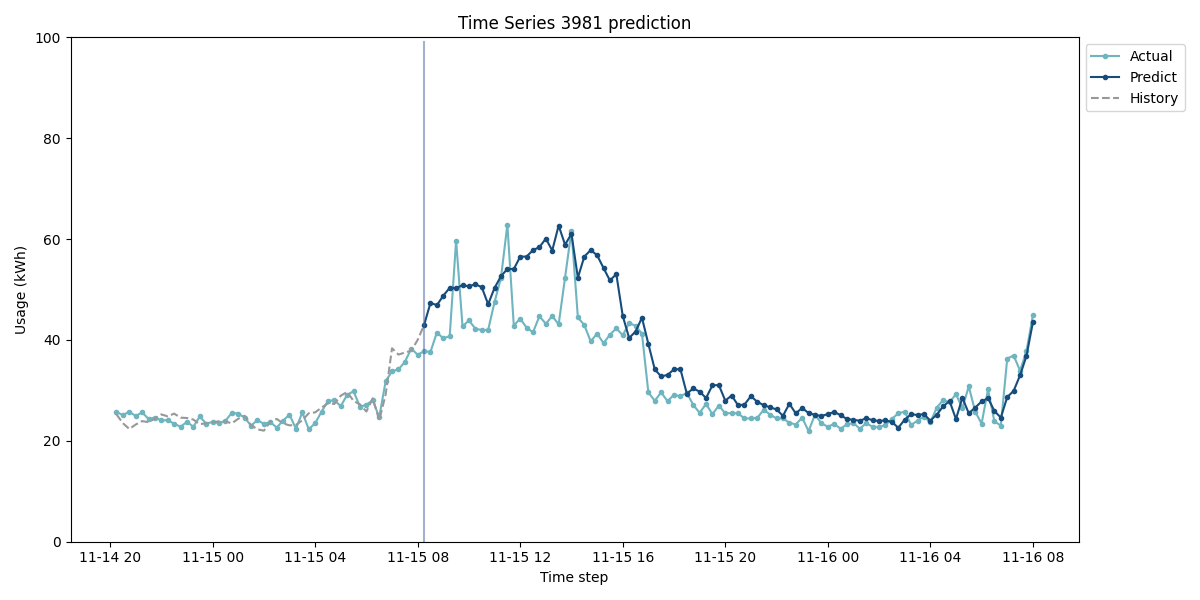 Time Series 3981 prediction
100
80
60
40
20
0
Usage (kWh)
11-14 20
11-15 00
11-15 04
11-15 08
11-15 12
11-15 16
11-15 20
11-16 00
11-16 04
11-16 08
Time step
Actual
Predict
History